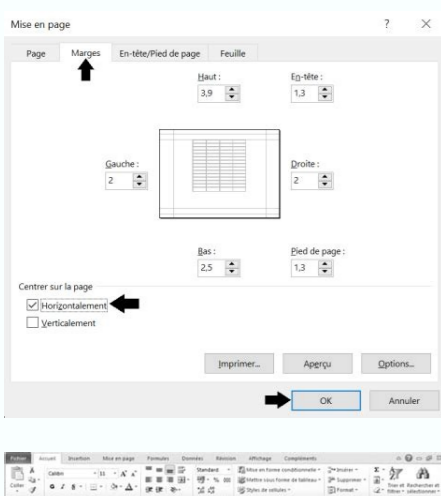 Mise en page ? ×
Page Marges En-tête/Pied de page Feuille
Haut : En-tête :
3,9 1,3
Gauche : Droite :
2 2
Bas : Pied de page :
2,5 1,3
Centrer sur la page
Horizontalement
Verticalement
Imprimer... Aperçu Options...
OK Annuler
Fichier Accueil Insertion Mise en page Formules Données Révision Affichage Compléments
Calibri 11 Standard Mise en forme conditionnelle Insérer Σ
Coller G I S % 000 Mettre sous forme de tableau Supprimer Trier et Rechercher et
Styles de cellules Format filtrer sélectionner